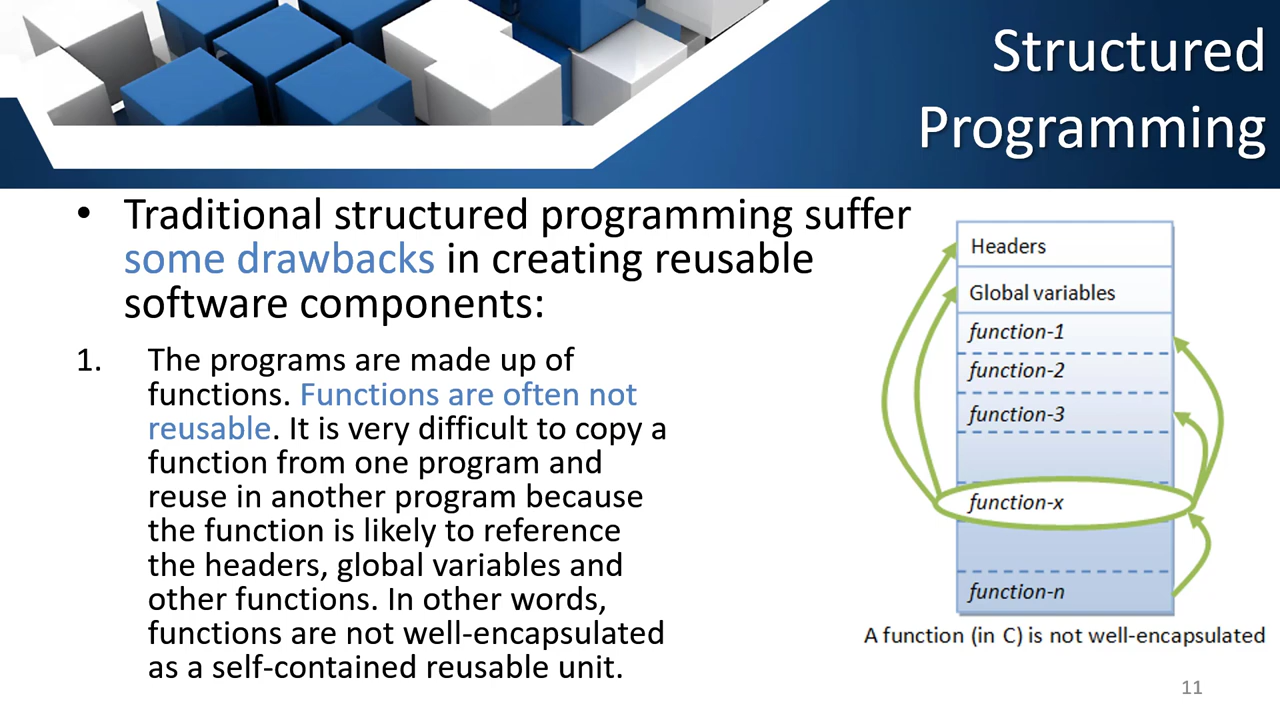 Structured
Programming
• Traditional structured programming suffer
some drawbacks in creating reusable
software components:
1. The programs are made up of
functions. Functions are often not
reusable. It is very difficult to copy a
function from one program and
reuse in another program because
the function is likely to reference
the headers, global variables and
other functions. In other words,
functions are not well-encapsulated
as a self-contained reusable unit.
Headers
Global variables
function-1
function-2
function-3
function-x
function-n
A function (in C) is not well-encapsulated
11